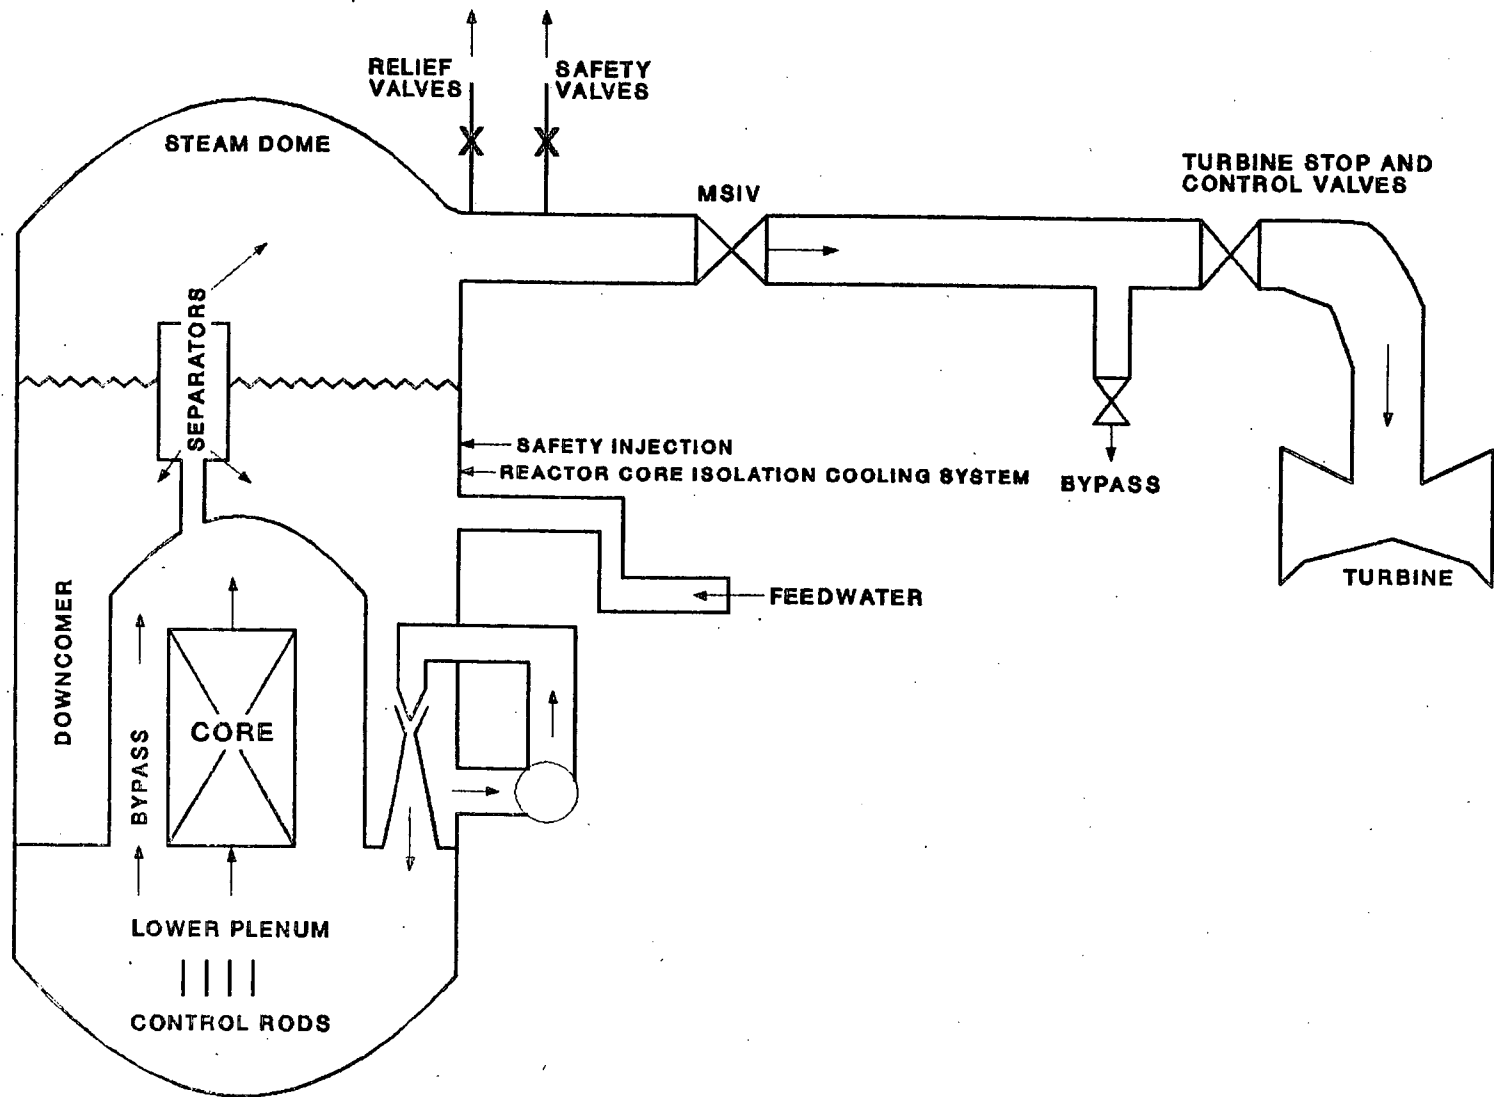 RELIEF
VALVES
SAFETY
VALVES
STEAM DOME
MSIV
TURBINE STOP AND
CONTROL VALVES
SEPARATORS
SAFETY INJECTION
REACTOR CORE ISOLATION COOLING SYSTEM
BYPASS
TURBINE
FEEDWATER
DOWNCOMER
BYPASS
CORE
LOWER PLENUM
CONTROL RODS